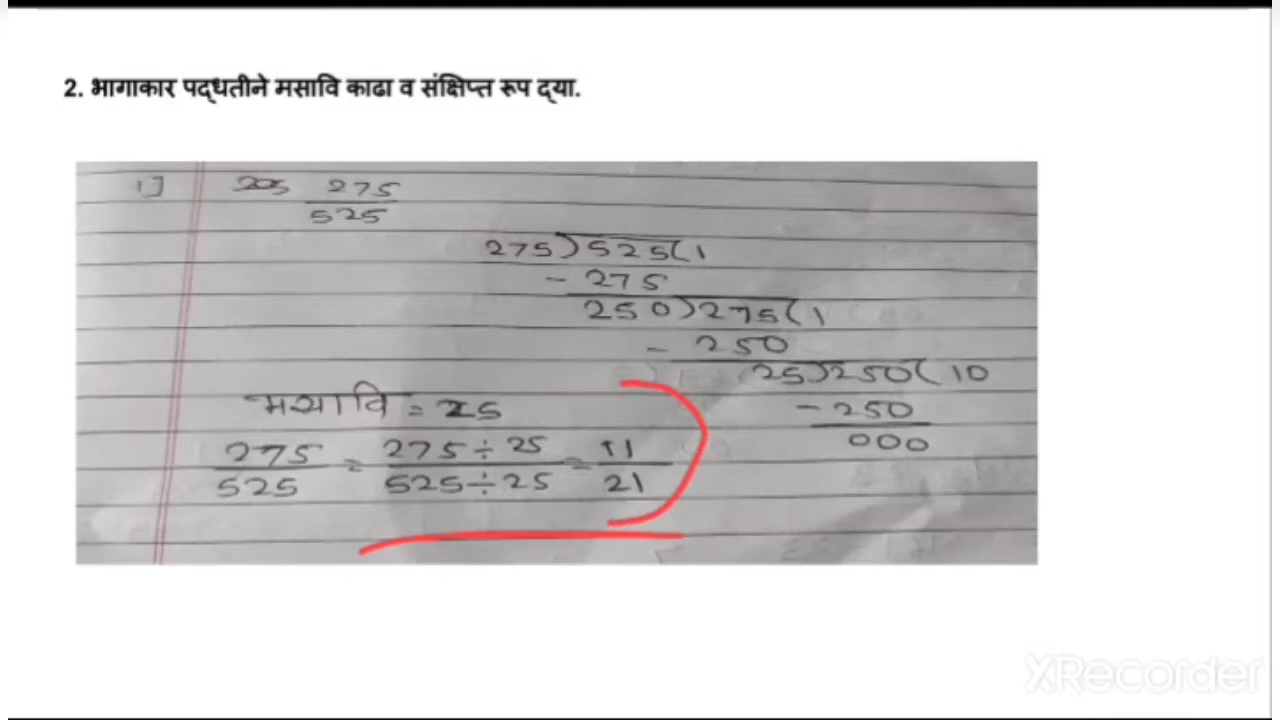 2. भागाकार पद्धतीने मसावि काढा व संक्षिप्त रूप द्या.
1] 275
525
275)525(1
- 275
250)275(1
- 250
25)250(10
- 250
000
मसावि = 25
275/525 = 275÷25/525÷25 = 11/21
XRecorder